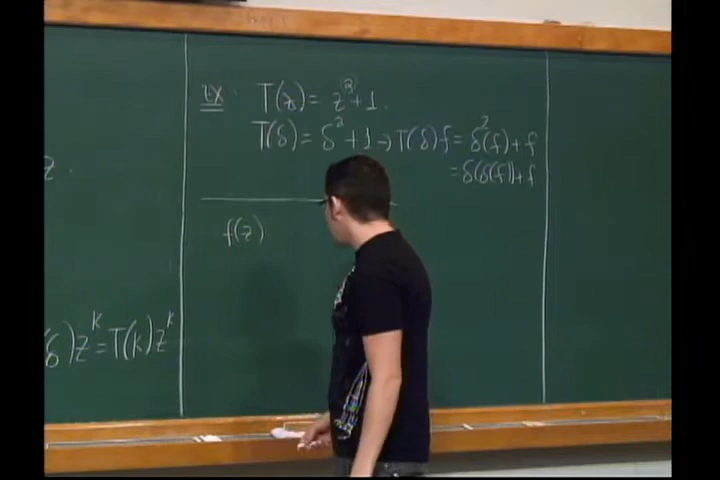 z.
δ)z^k = T(k)z^k
Ex. T(z) = z² + 1.
T(δ) = δ² + 1 → T(δ)f = δ²(f) + f
= δ(δ(f)) + f
f(z)